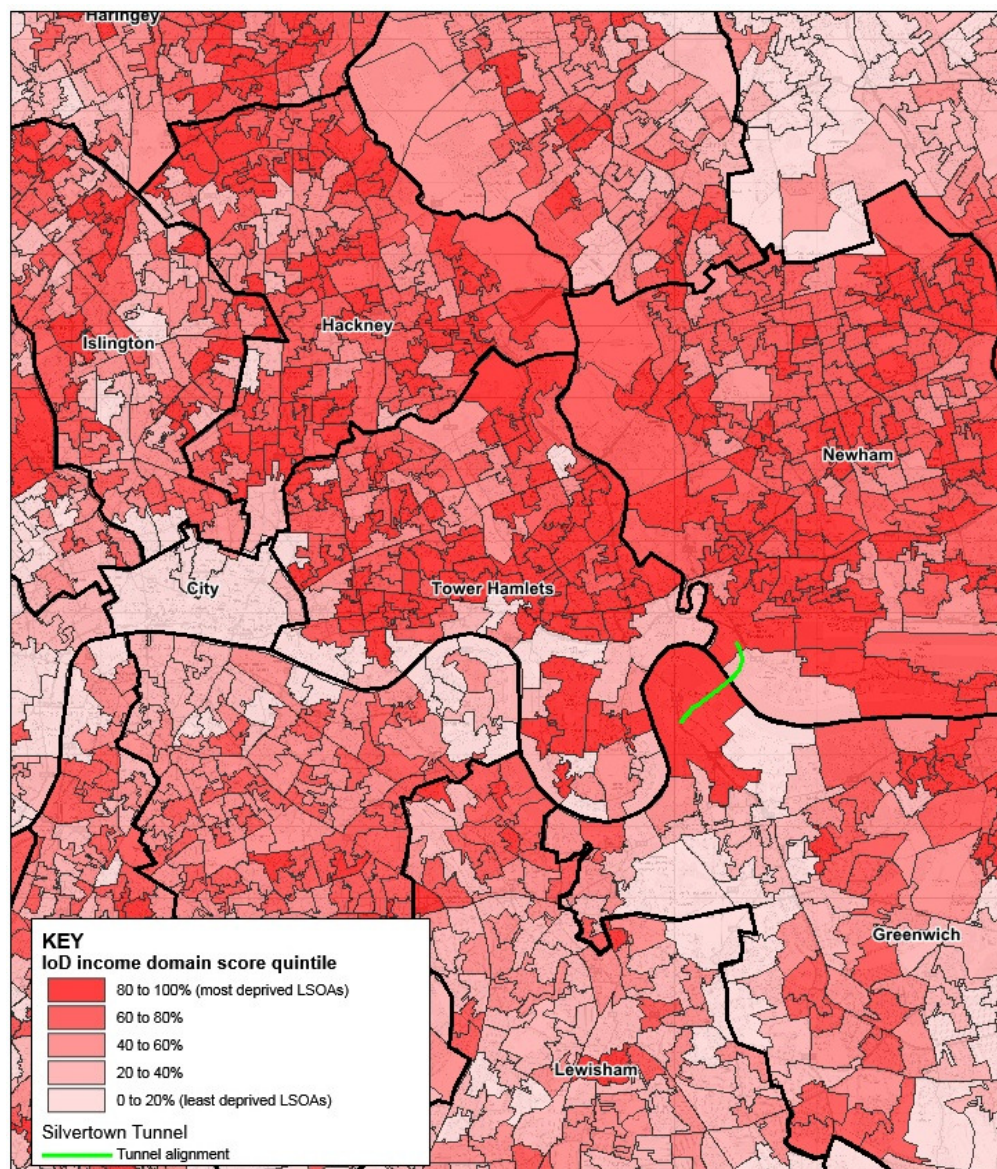 Haringey
Hackney
Islington
Newham
City
Tower Hamlets
Greenwich
Lewisham
KEY
IoD income domain score quintile
80 to 100% (most deprived LSOAs)
60 to 80%
40 to 60%
20 to 40%
0 to 20% (least deprived LSOAs)
Silvertown Tunnel
Tunnel alignment